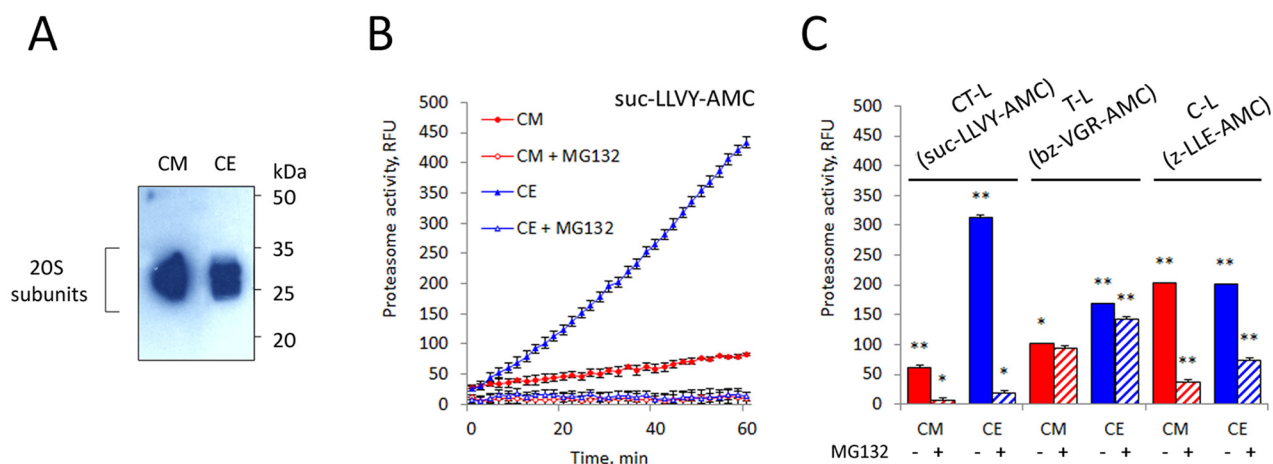 A
CM CE kDa
50
35
25
20
20S
subunits
B
suc-LLVY-AMC
Proteasome activity, RFU
500
450
400
350
300
250
200
150
100
50
0
CM
CM + MG132
CE
CE + MG132
0 20 40 60
Time, min
C
CT-L
(suc-LLVY-AMC)
T-L
(bz-VGR-AMC)
C-L
(z-LLE-AMC)
Proteasome activity, RFU
500
450
400
350
300
250
200
150
100
50
0
** * ** * * ** ** ** ** ** **
CM CE CM CE CM CE
MG132 - + - + - + - + - + - +